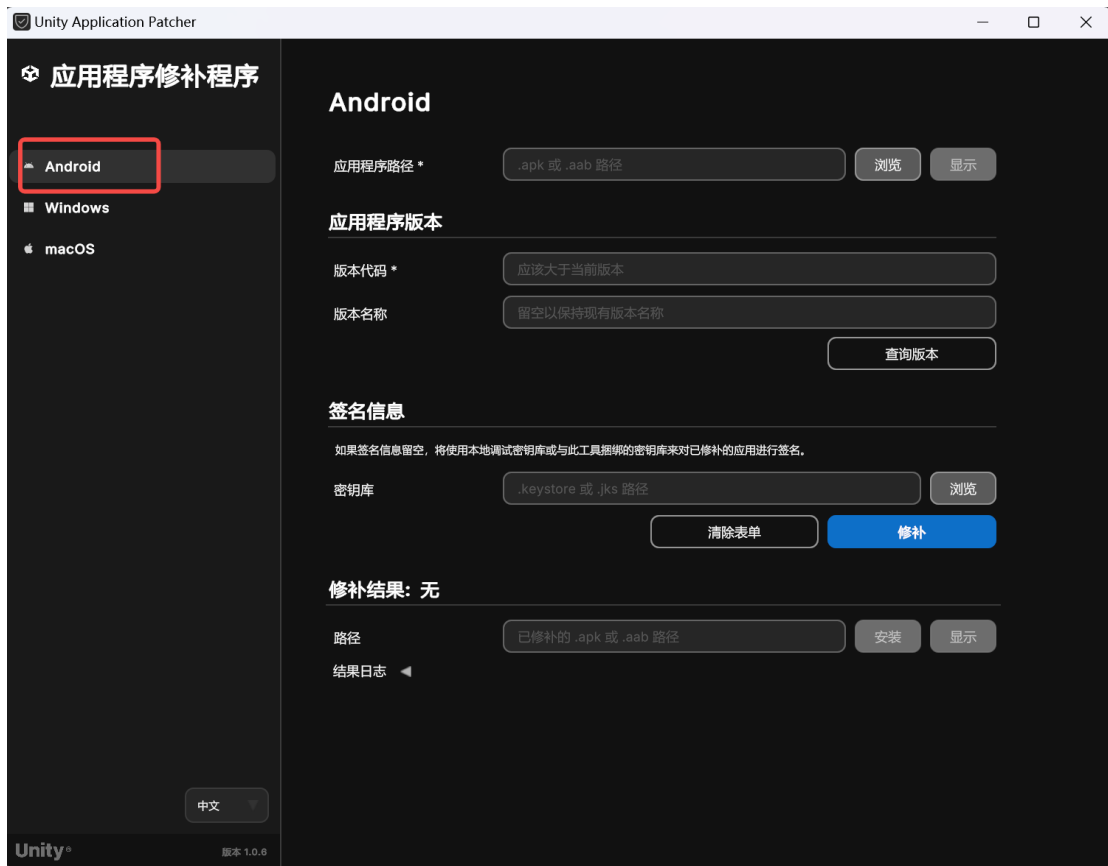 Unity Application Patcher
应用程序修补程序
Android
Windows
macOS
中文
Unity
版本 1.0.6
Android
应用程序路径 *
.apk 或 .aab 路径
浏览
显示
应用程序版本
版本代码 *
应该大于当前版本
版本名称
留空以保持现有版本名称
查询版本
签名信息
如果签名信息留空，将使用本地调试密钥库或与此工具捆绑的密钥库来对已修补的应用进行签名。
密钥库
.keystore 或 .jks 路径
浏览
清除表单
修补
修补结果: 无
路径
已修补的 .apk 或 .aab 路径
安装
显示
结果日志